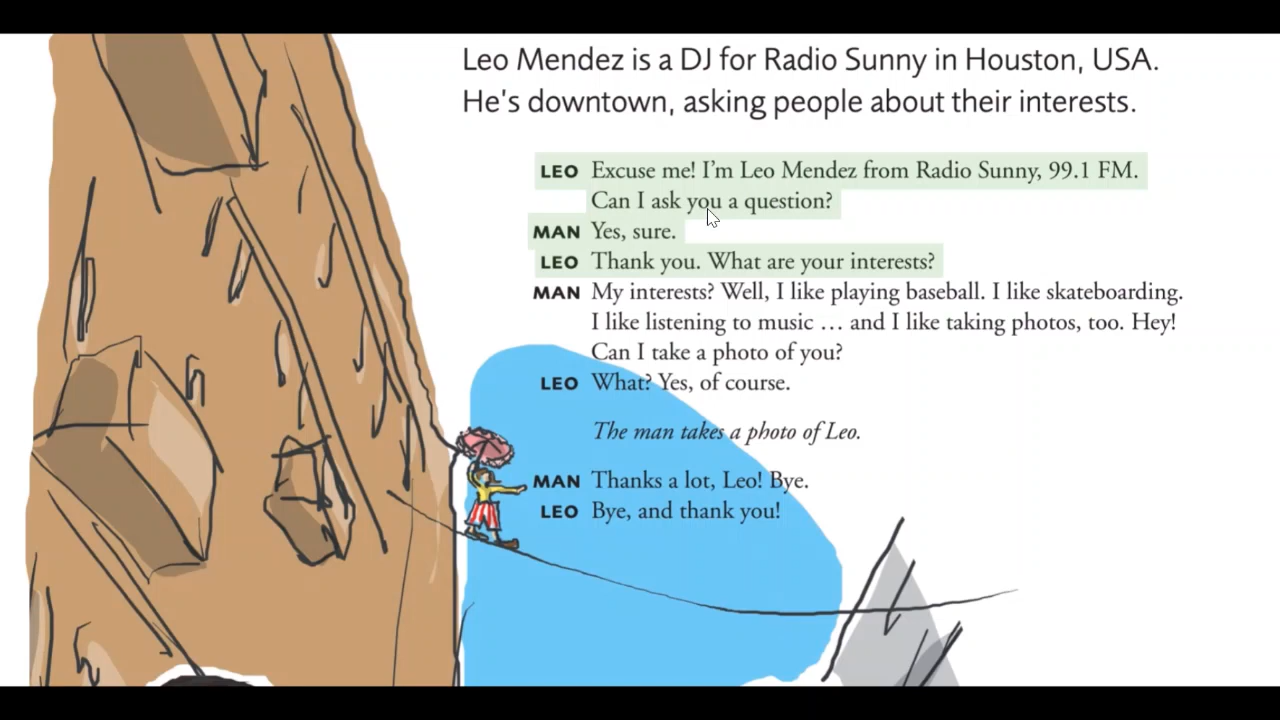 Leo Mendez is a DJ for Radio Sunny in Houston, USA.
He's downtown, asking people about their interests.
LEO Excuse me! I'm Leo Mendez from Radio Sunny, 99.1 FM.
Can I ask you a question?
MAN Yes, sure.
LEO Thank you. What are your interests?
MAN My interests? Well, I like playing baseball. I like skateboarding.
I like listening to music … and I like taking photos, too. Hey!
Can I take a photo of you?
LEO What? Yes, of course.
The man takes a photo of Leo.
MAN Thanks a lot, Leo! Bye.
LEO Bye, and thank you!